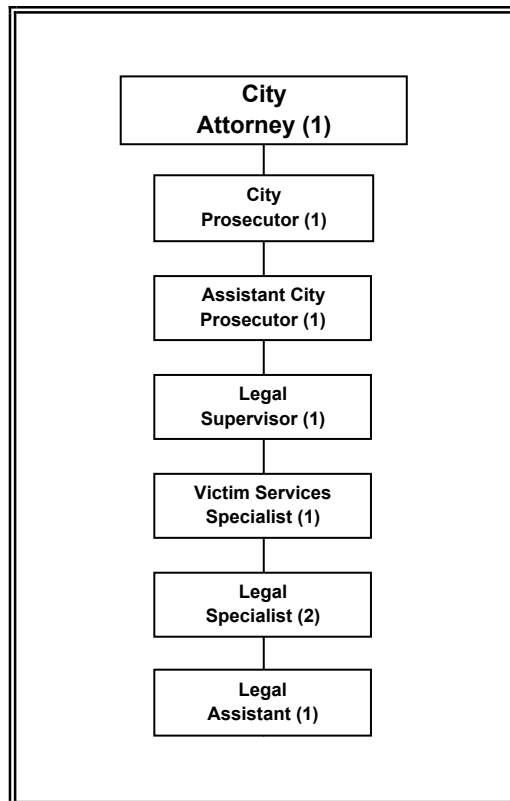 City
Attorney (1)
City
Prosecutor (1)
Assistant City
Prosecutor (1)
Legal
Supervisor (1)
Victim Services
Specialist (1)
Legal
Specialist (2)
Legal
Assistant (1)